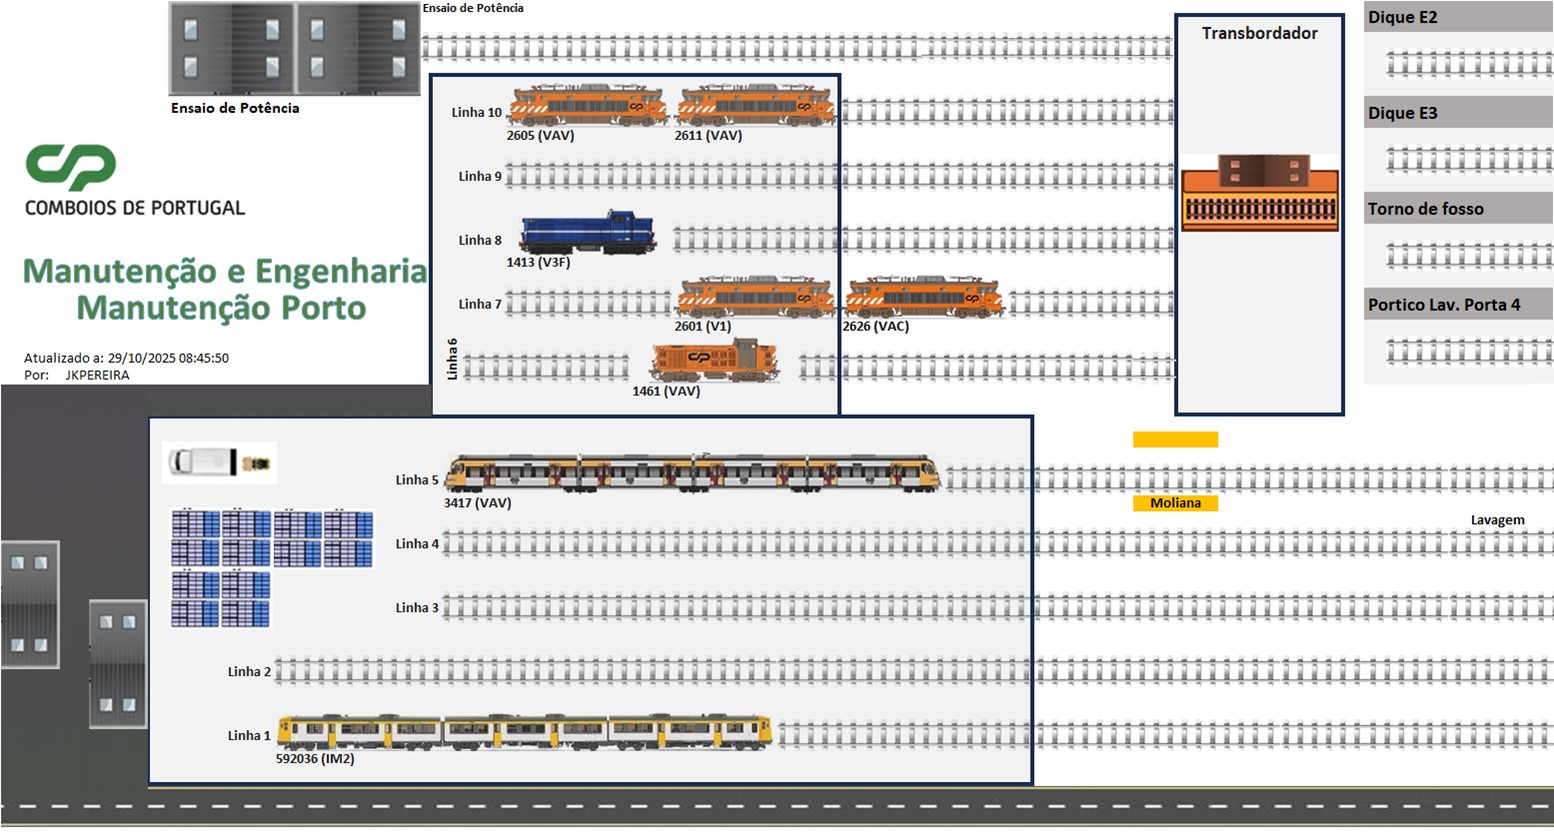 Ensaio de Potência
Ensaio de Potência
COMBOIOS DE PORTUGAL
Manutenção e Engenharia
Manutenção Porto
Atualizado a: 29/10/2025 08:45:50
Por: JKPEREIRA
Linha 10
2605 (VAV)
2611 (VAV)
Linha 9
Linha 8
1413 (V3F)
Linha 7
2601 (V1)
2626 (VAC)
Linha 6
1461 (VAV)
Transbordador
Dique E2
Dique E3
Torno de fosso
Portico Lav. Porta 4
Linha 5
3417 (VAV)
Moliana
Lavagem
Linha 4
Linha 3
Linha 2
Linha 1
592036 (IM2)